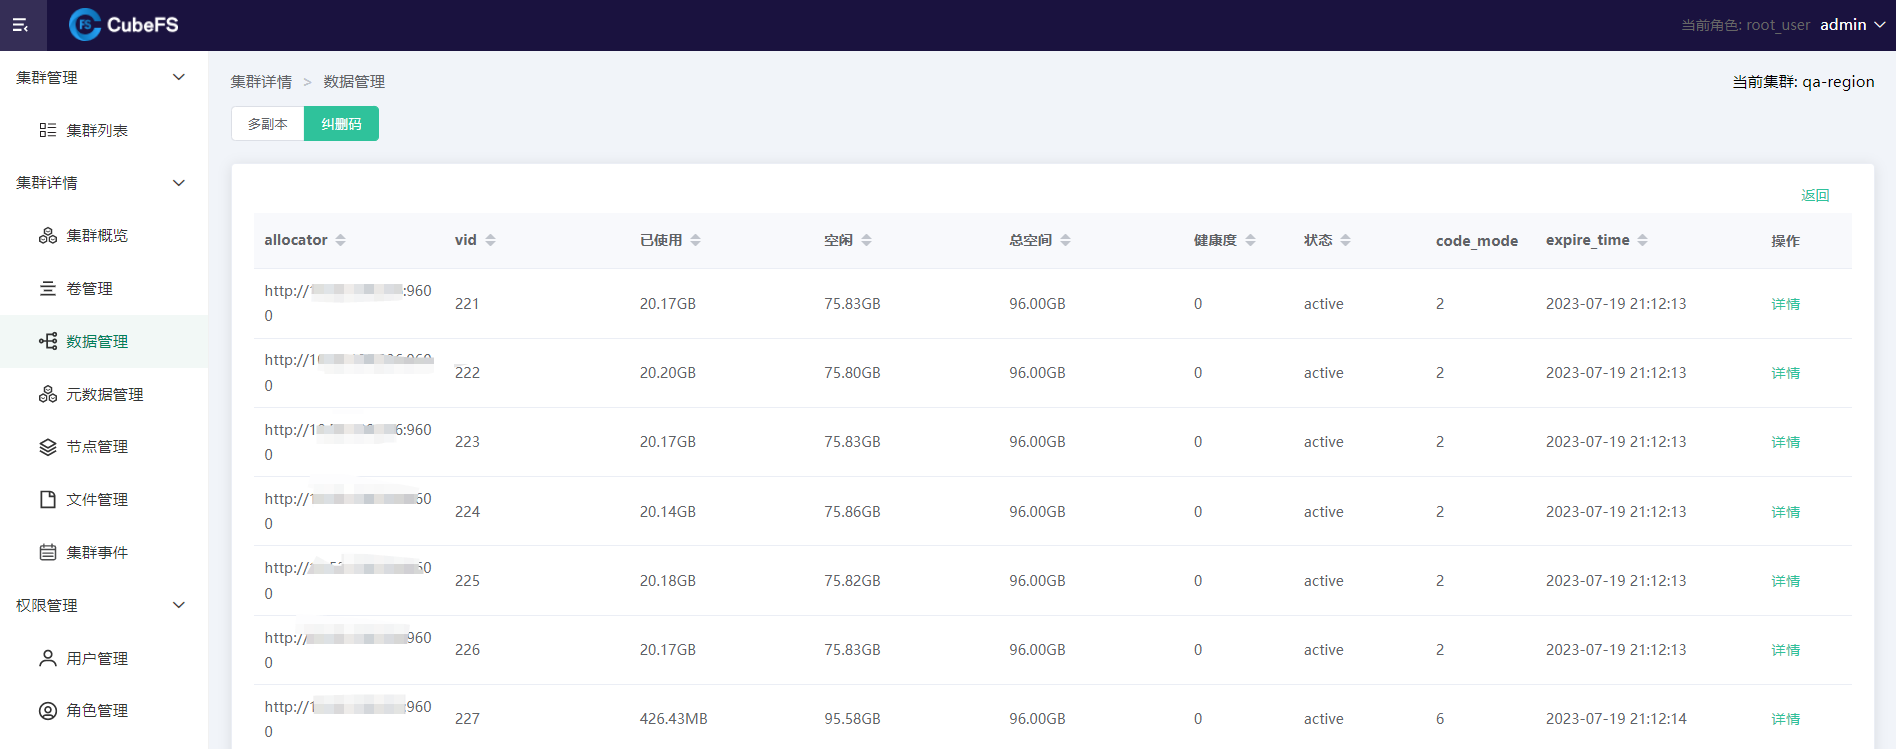 CubeFS
当前角色: root_user admin
集群管理
集群列表
集群详情
集群概览
卷管理
数据管理
元数据管理
节点管理
文件管理
集群事件
权限管理
用户管理
角色管理
集群详情 > 数据管理
当前集群: qa-region
多副本 纠删码
返回
allocator vid 已使用 空闲 总空间 健康度 状态 code_mode expire_time 操作
http://1 :960
0
221 20.17GB 75.83GB 96.00GB 0 active 2 2023-07-19 21:12:13 详情
http://1 960
0
222 20.20GB 75.80GB 96.00GB 0 active 2 2023-07-19 21:12:13 详情
http://1 6:960
0
223 20.17GB 75.83GB 96.00GB 0 active 2 2023-07-19 21:12:13 详情
http://1 60
0
224 20.14GB 75.86GB 96.00GB 0 active 2 2023-07-19 21:12:13 详情
http:// 60
0
225 20.18GB 75.82GB 96.00GB 0 active 2 2023-07-19 21:12:13 详情
http:// 960
0
226 20.17GB 75.83GB 96.00GB 0 active 2 2023-07-19 21:12:13 详情
http://1 :960
0
227 426.43MB 95.58GB 96.00GB 0 active 6 2023-07-19 21:12:14 详情